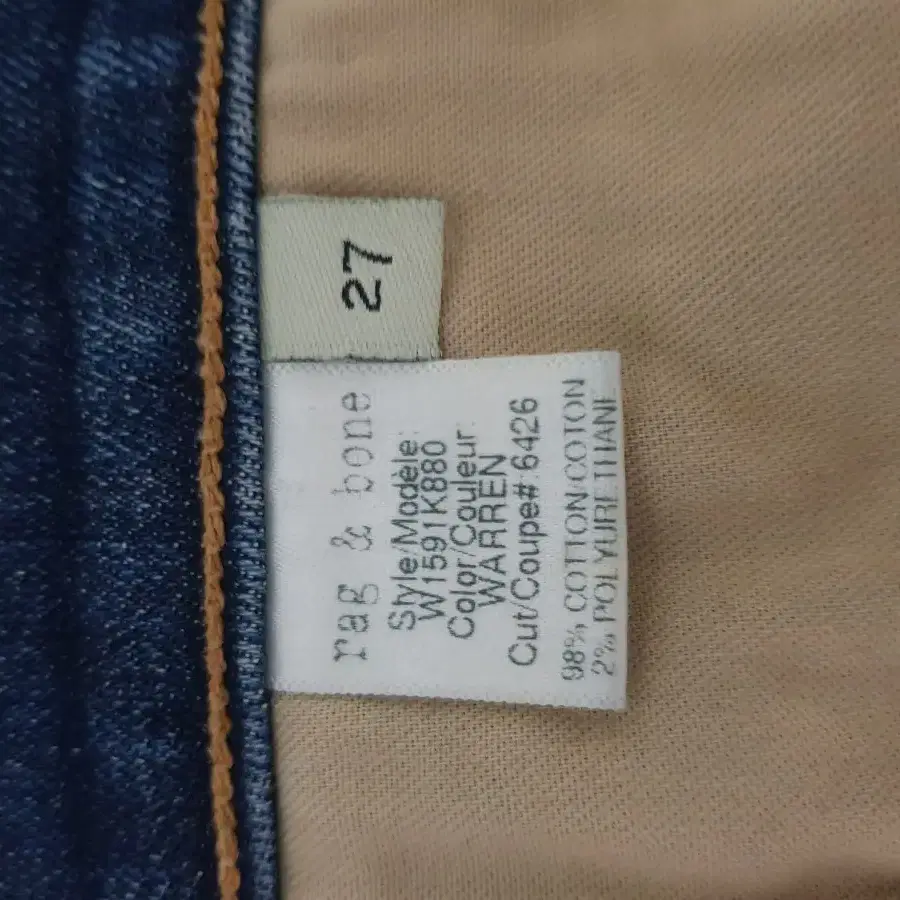 27
rag & bone
Style/Modèle:
W1591K880
Color/Couleur:
WARREN
Cut/Coupe#:6426
98% COTTON/COTON
2% POLYURETHANE